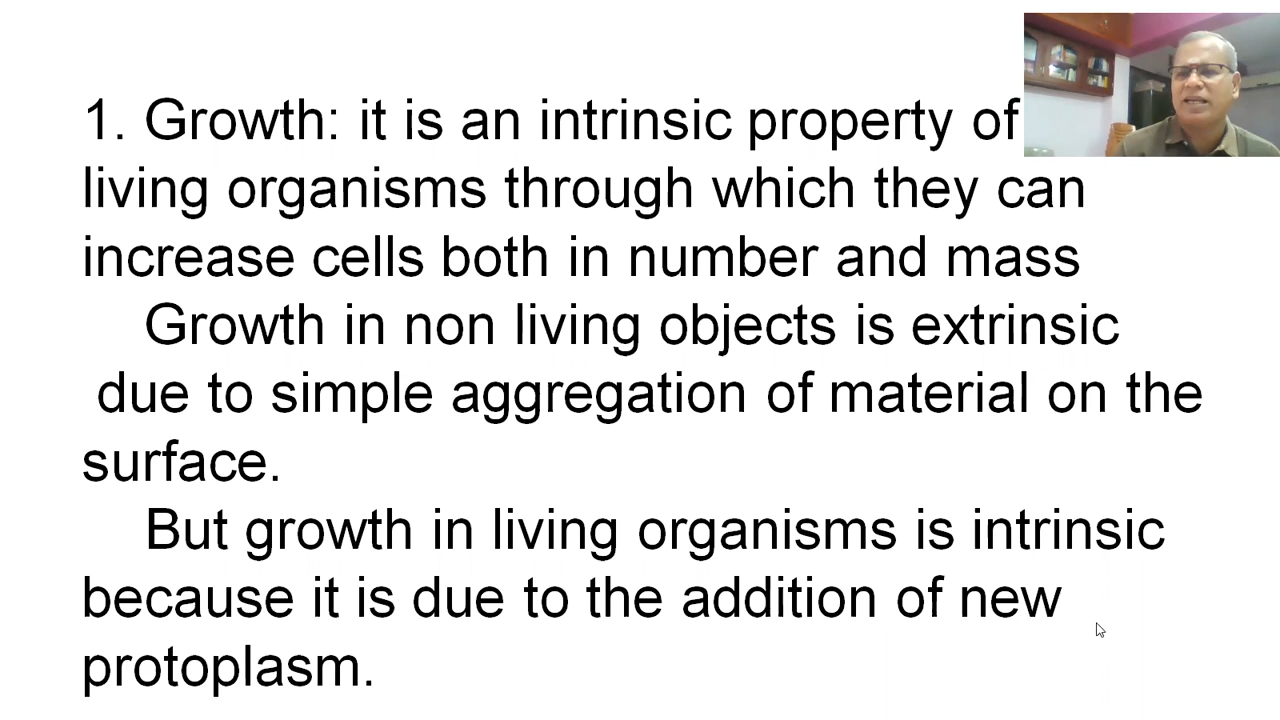 1. Growth: it is an intrinsic property of
living organisms through which they can
increase cells both in number and mass
Growth in non living objects is extrinsic
due to simple aggregation of material on the
surface.
But growth in living organisms is intrinsic
because it is due to the addition of new
protoplasm.